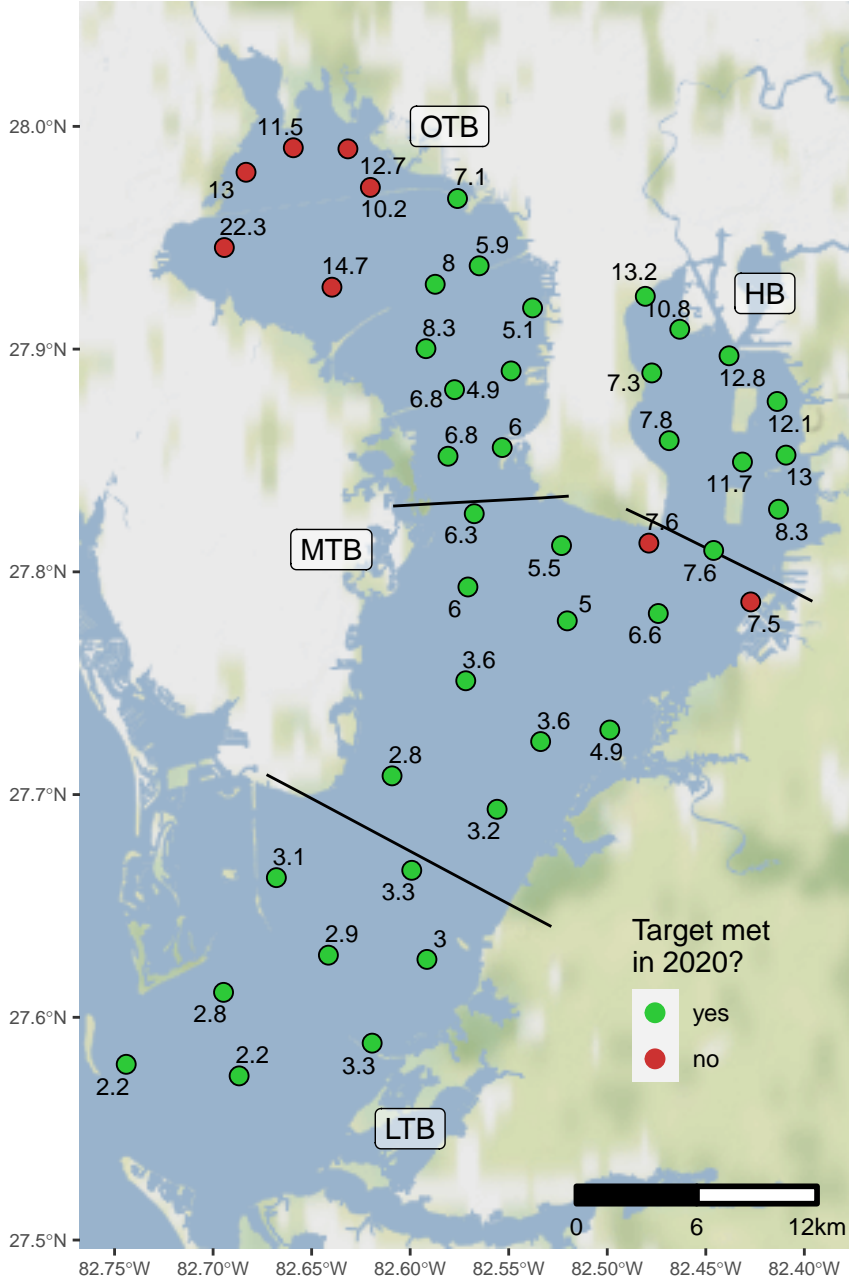 28.0°N
27.9°N
27.8°N
27.7°N
27.6°N
27.5°N
OTB
11.5
12.7
13
10.2
7.1
22.3
14.7
8
5.9
5.1
8.3
6.8
4.9
6.8
6
HB
13.2
10.8
7.3
12.8
12.1
7.8
11.7
13
8.3
MTB
6.3
5.5
7.6
7.6
7.5
6
5
6.6
3.6
3.6
4.9
2.8
3.2
3.1
3.3
2.9
3
2.8
2.2
2.2
3.3
LTB
Target met
in 2020?
yes
no
0 6 12km
82.75°W 82.70°W 82.65°W 82.60°W 82.55°W 82.50°W 82.45°W 82.40°W